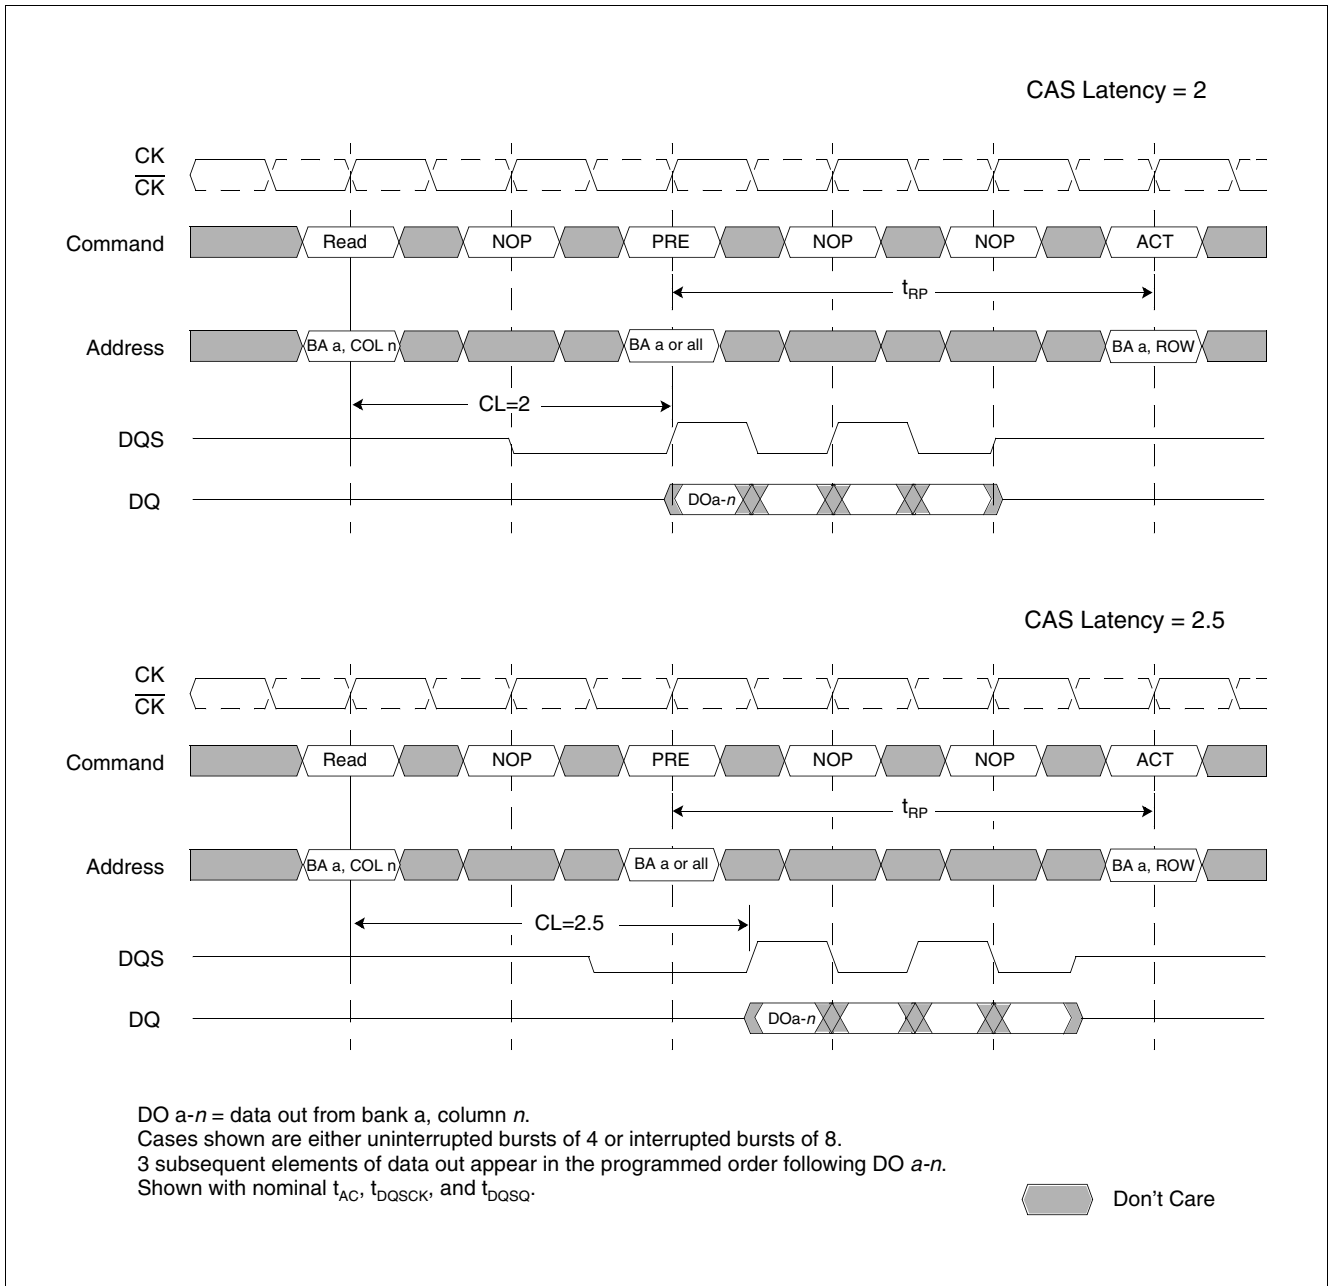 CAS Latency = 2
CK
CK
Command Read NOP PRE NOP NOP ACT
tRP
Address BA a, COL n BA a or all BA a, ROW
CL=2
DQS
DQ DOa-n
CAS Latency = 2.5
CK
CK
Command Read NOP PRE NOP NOP ACT
tRP
Address BA a, COL n BA a or all BA a, ROW
CL=2.5
DQS
DQ DOa-n
DO a-n = data out from bank a, column n.
Cases shown are either uninterrupted bursts of 4 or interrupted bursts of 8.
3 subsequent elements of data out appear in the programmed order following DO a-n.
Shown with nominal tAC, tDQSCK, and tDQSQ.
Don't Care